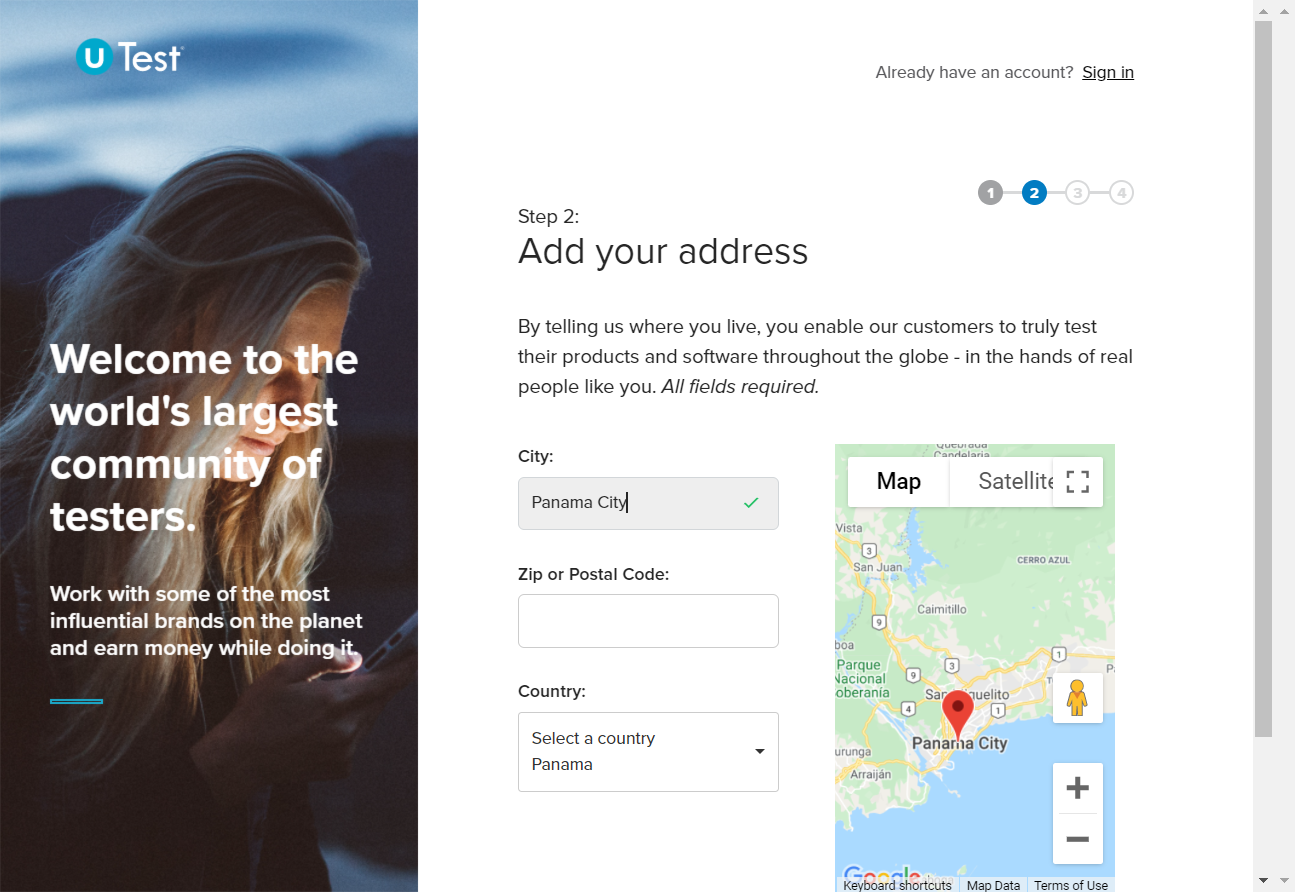 U Test
Already have an account? Sign in
1 2 3 4
Step 2:
Add your address
By telling us where you live, you enable our customers to truly test
their products and software throughout the globe - in the hands of real
people like you. All fields required.
Welcome to the
world's largest
community of
testers.
Work with some of the most
influential brands on the planet
and earn money while doing it.
City:
Panama City
Zip or Postal Code:
Country:
Select a country
Panama
Quebrada
Candelaria
Map
Satellite
Vista
3
San Juan
CERRO AZUL
Caimitillo
9
boa
1
Parque
Nacional
Soberanía
3
9
4
1
Panama City
urunga
Arraiján
Google
Keyboard shortcuts
Map Data
Terms of Use